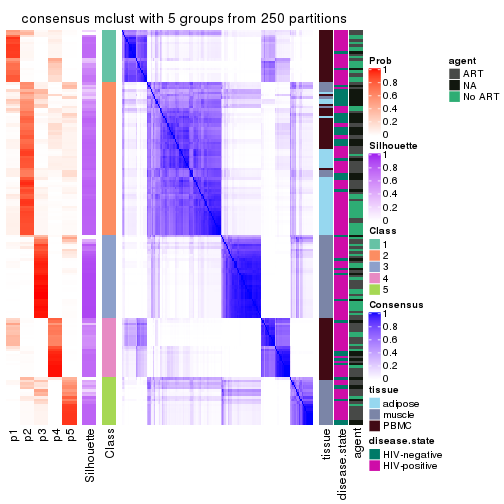 consensus mclust with 5 groups from 250 partitions
Prob
1
0.8
0.6
0.4
0.2
0
Silhouette
1
0.8
0.6
0.4
0.2
0
Class
1
2
3
4
5
Consensus
1
0.8
0.6
0.4
0.2
0
tissue
adipose
muscle
PBMC
disease.state
HIV-negative
HIV-positive
agent
ART
NA
No ART
p1
p2
p3
p4
p5
Silhouette
Class
tissue
disease.state
agent